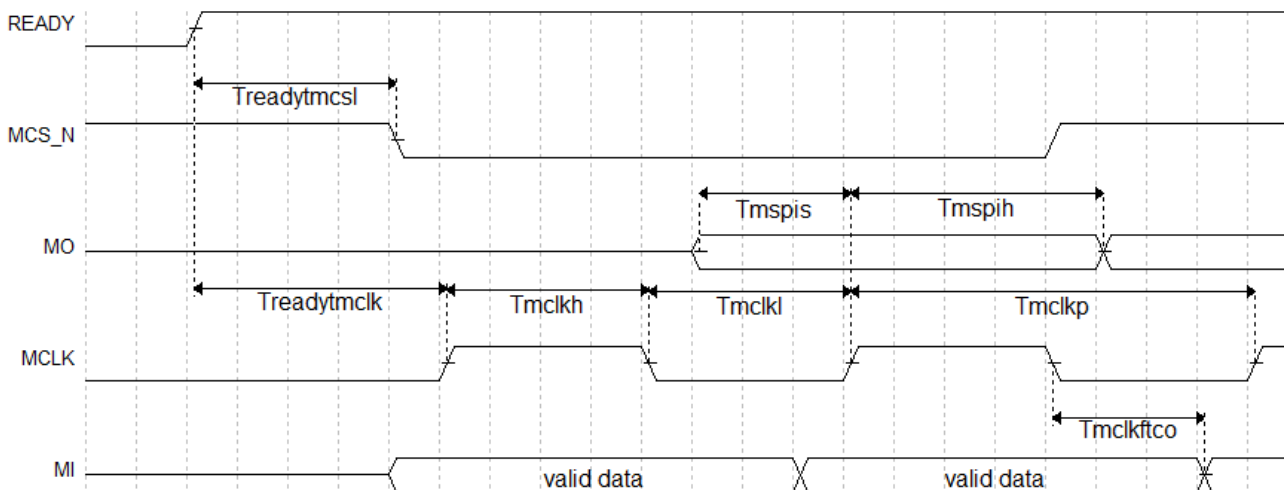 READY
Treadytmcsl
MCS_N
Tmspis
Tmspih
MO
Treadytmclk
Tmclkh
Tmclkl
Tmclkp
MCLK
Tmclkftco
MI
valid data
valid data